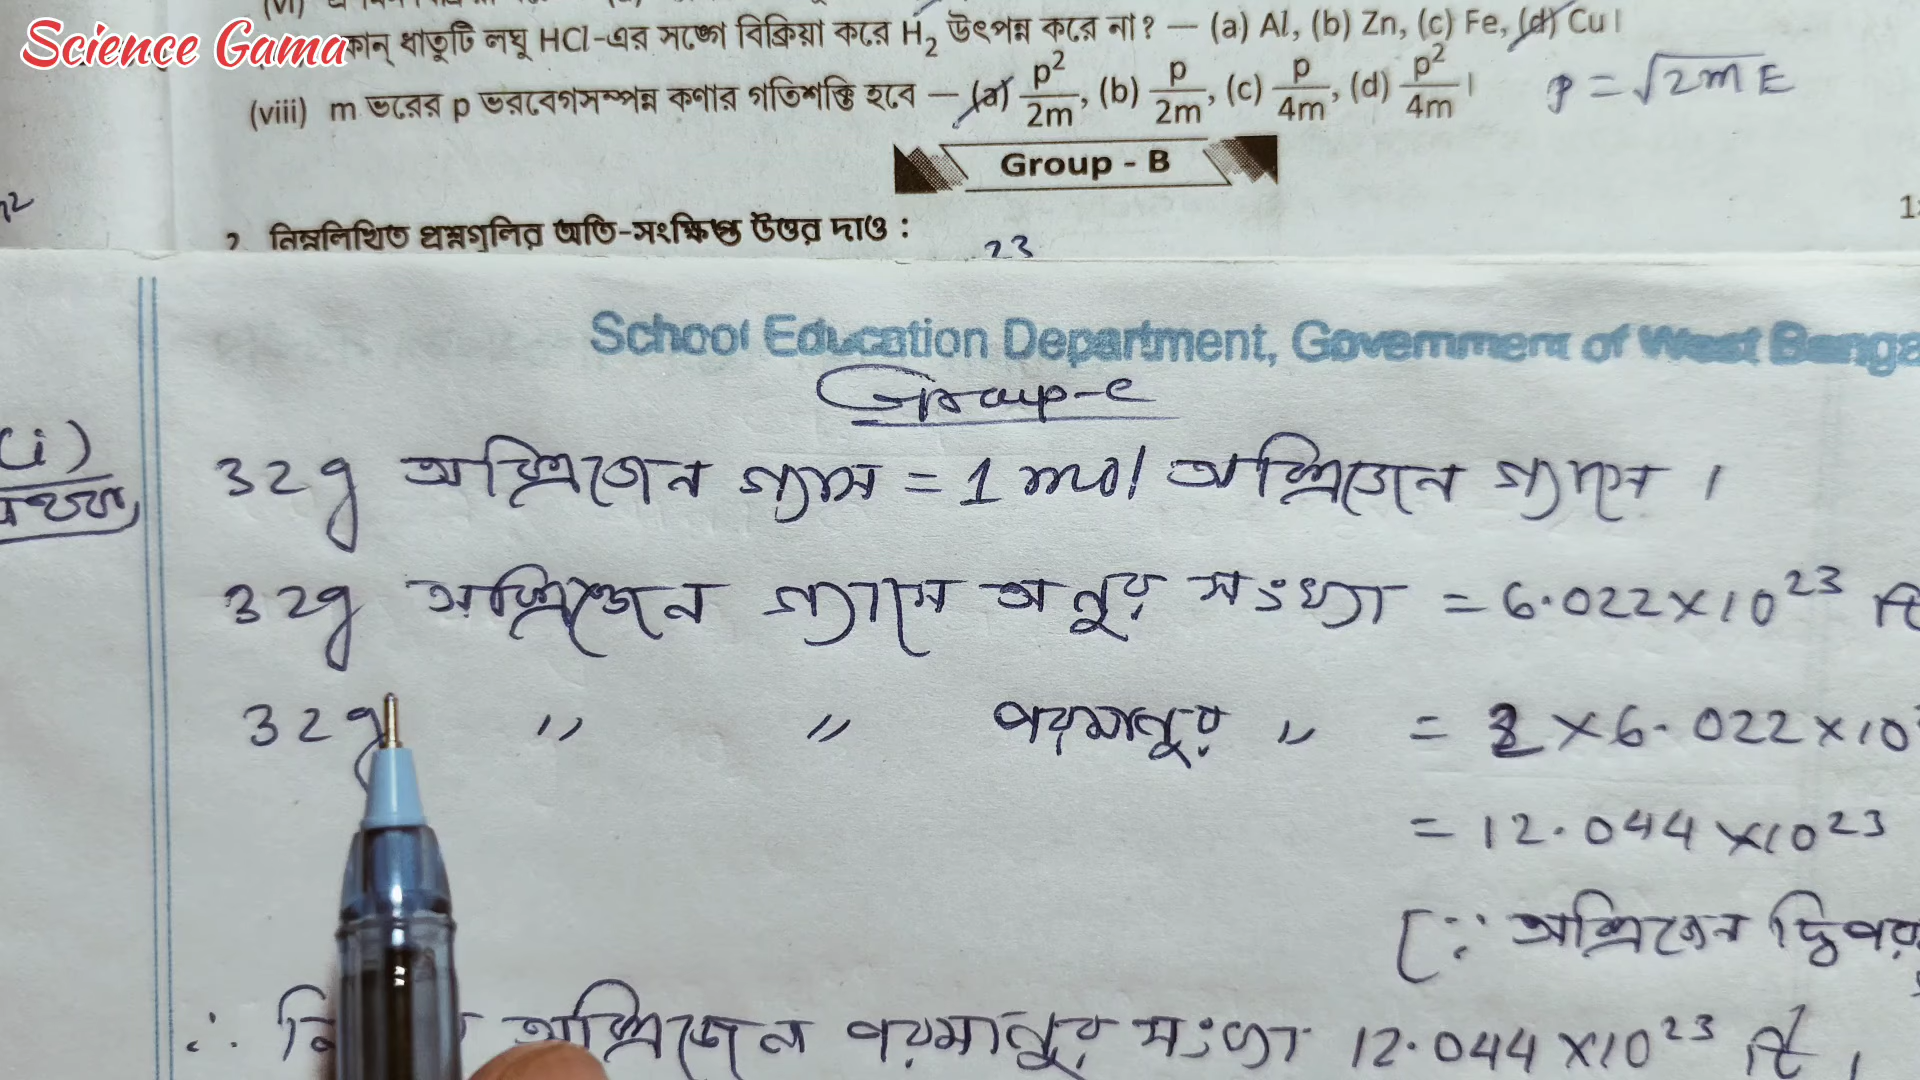 Science Gama
কোন্ ধাতুটি লঘু HCl-এর সঙ্গে বিক্রিয়া করে H₂ উৎপন্ন করে না? — (a) Al, (b) Zn, (c) Fe, (d) Cu।
(viii) m ভরের p ভরবেগসম্পন্ন কণার গতিশক্তি হবে — (a) p²/2m, (b) p/2m, (c) p/4m, (d) p²/4m।
p = √2mE
Group - B
2. নিম্নলিখিত প্রশ্নগুলির অতি-সংক্ষিপ্ত উত্তর দাও :
23
School Education Department, Government of West Benga
Group-c
(i)
32g অক্সিজেন গ্যাস = 1 mol অক্সিজেন গ্যাস ।
32g অক্সিজেন গ্যাসে অনুর সংখ্যা = 6.022×10²³ টি
32g " " পরমানুর " = 2 × 6.022×10
= 12.044×10²³
[∵ অক্সিজেন দ্বিপর
∴ অক্সিজেন পরমানুর সংখ্যা 12.044×10²³ টি ।